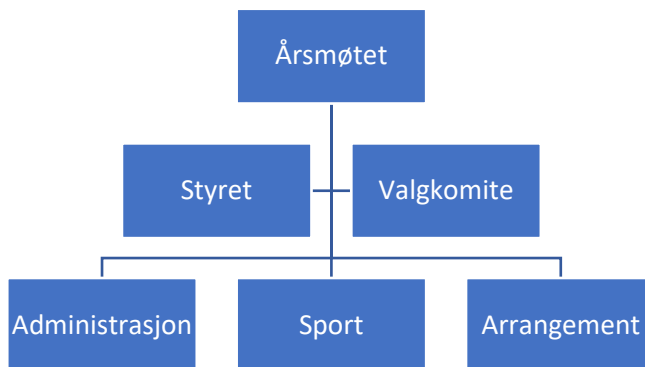 Årsmøtet
Styret
Valgkomite
Administrasjon
Sport
Arrangement